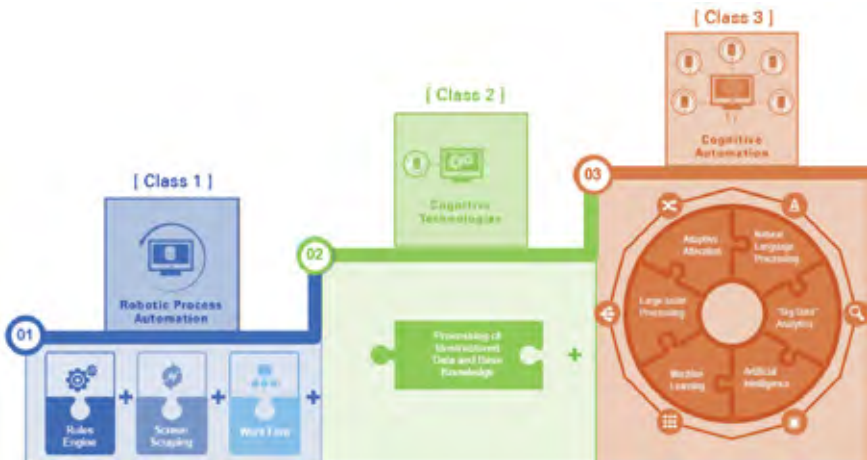 [ Class 1 ]
Robotic Process
Automation
01
Rules
Engine
+
Screen
Scraping
+
Work Flow
+
[ Class 2 ]
Cognitive
Technologies
02
Processing of
Unstructured
Data and Base
Knowledge
+
[ Class 3 ]
Cognitive
Automation
03
Adaptive
Alteration
Natural
Language
Processing
Large-scale
Processing
"Big Data"
Analytics
Machine
Learning
Artificial
Intelligence
A